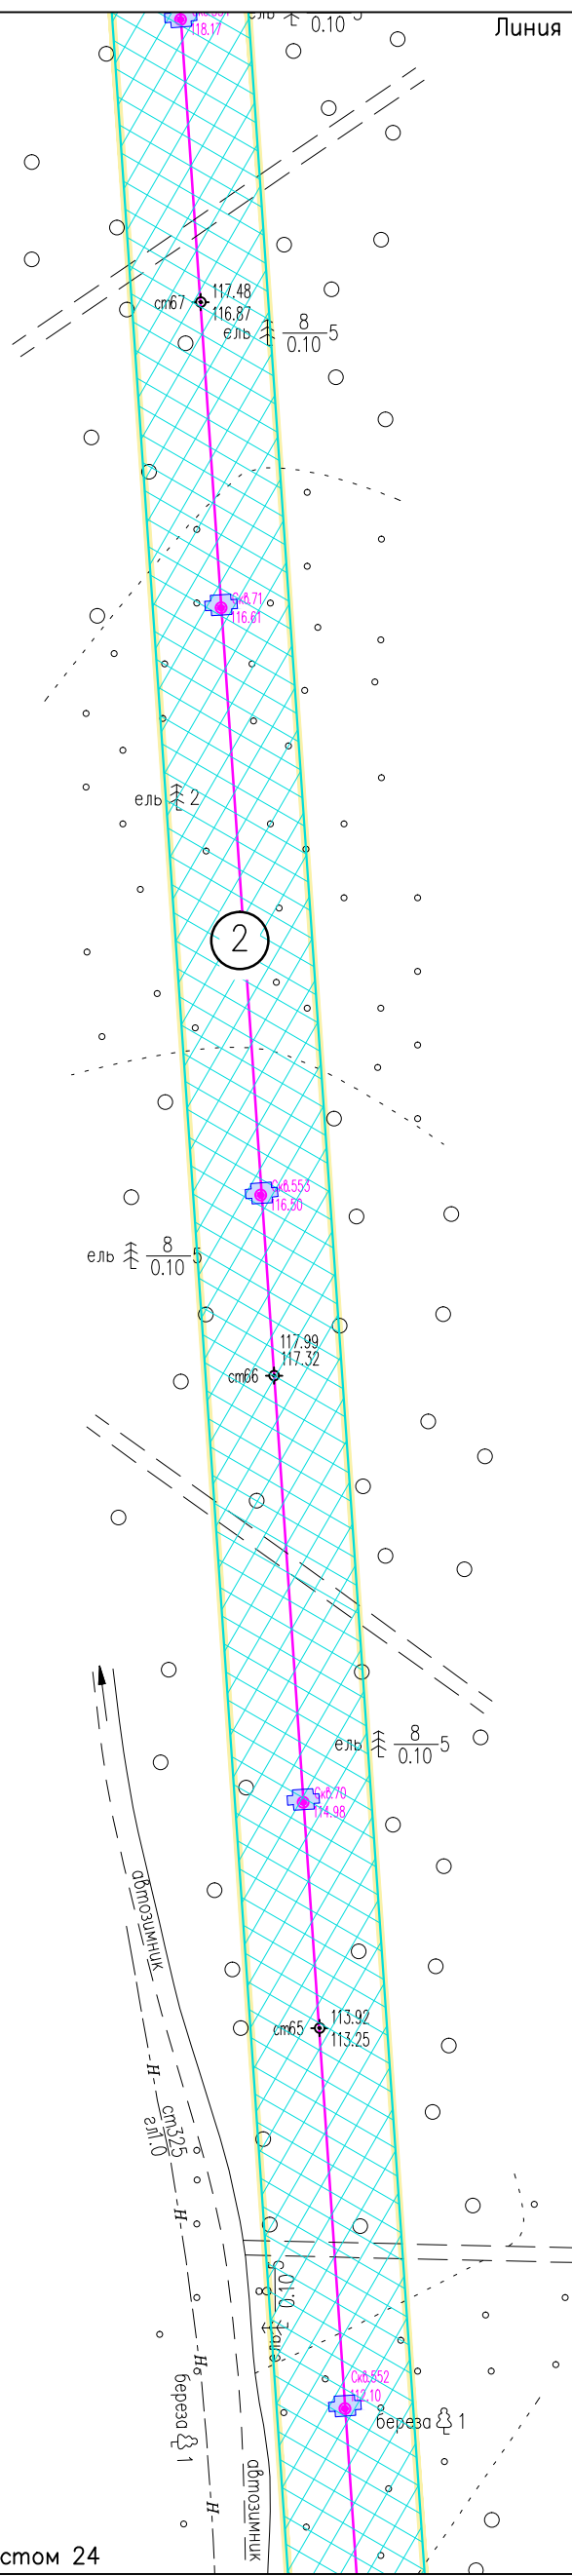 118.17
ель
0.10
Линия
ст67
117.48
116.87
ель 8 5
0.10
Скв.71
116.61
ель 2
2
Скв.553
116.50
ель 8 5
0.10
117.99
117.32
ст66
ель 8 5
0.10
Скв.70
114.98
автозимник
ст65
113.92
113.25
Н
ст325
гл1.0
Н
ель 8 5
0.10
Н
Скв.552
112.10
береза 1
береза 1
автозимник
Н
стом 24